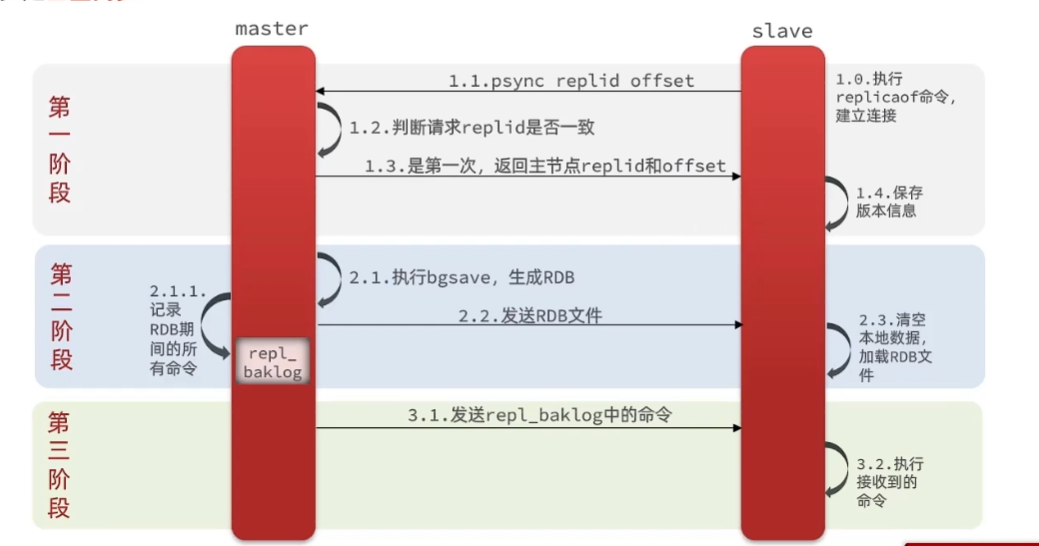 master
slave
第
一
阶
段
1.0.执行
replicaof命令，
建立连接
1.1.psync replid offset
1.2.判断请求replid是否一致
1.3.是第一次，返回主节点replid和offset
1.4.保存
版本信息
第
二
阶
段
2.1.执行bgsave，生成RDB
2.1.1.
记录
RDB期
间的所
有命令
repl_
baklog
2.2.发送RDB文件
2.3.清空
本地数据，
加载RDB文
件
第
三
阶
段
3.1.发送repl_baklog中的命令
3.2.执行
接收到的
命令